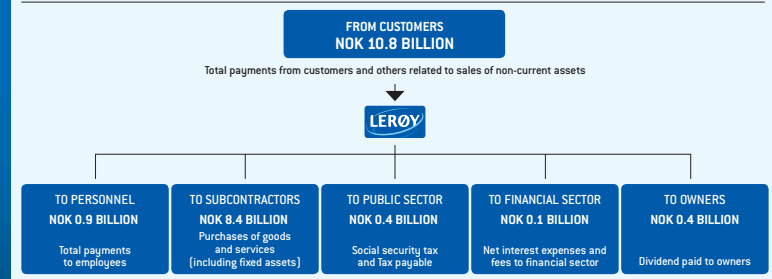 FROM CUSTOMERS
NOK 10.8 BILLION
Total payments from customers and others related to sales of non-current assets
LERØY
TO PERSONNEL
NOK 0.9 BILLION
Total payments
to employees
TO SUBCONTRACTORS
NOK 8.4 BILLION
Purchases of goods
and services
(including fixed assets)
TO PUBLIC SECTOR
NOK 0.4 BILLION
Social security tax
and Tax payable
TO FINANCIAL SECTOR
NOK 0.1 BILLION
Net interest expenses and
fees to financial sector
TO OWNERS
NOK 0.4 BILLION
Dividend paid to owners